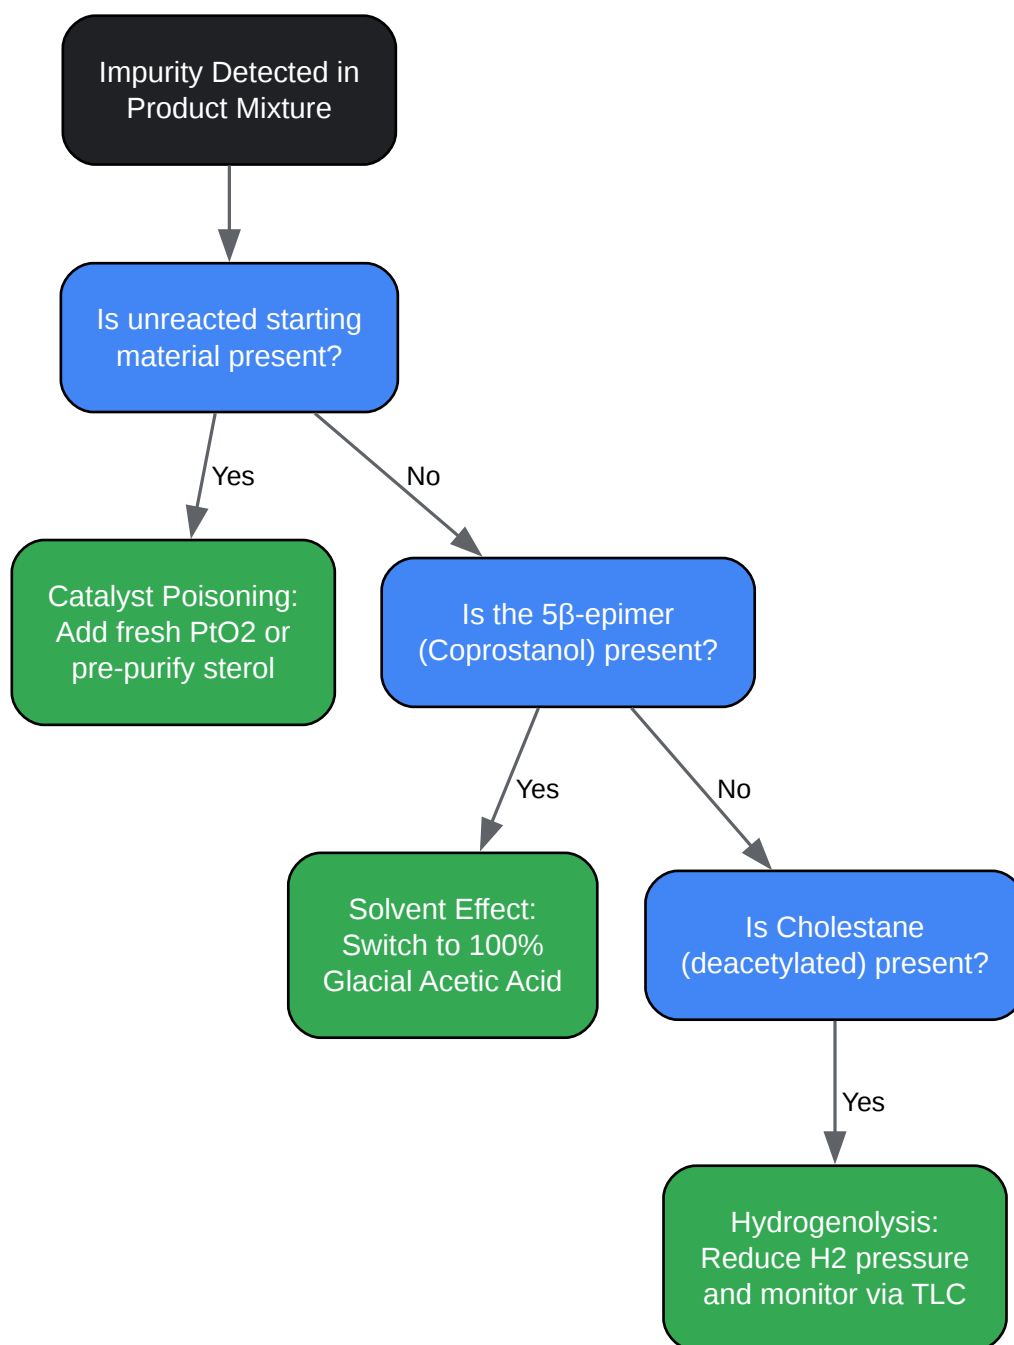 Impurity Detected in
Product Mixture
Is unreacted starting
material present?
Yes
No
Catalyst Poisoning:
Add fresh PtO2 or
pre-purify sterol
Is the 5β-epimer
(Coprostanol) present?
Yes
No
Solvent Effect:
Switch to 100%
Glacial Acetic Acid
Is Cholestane
(deacetylated) present?
Yes
Hydrogenolysis:
Reduce H2 pressure
and monitor via TLC